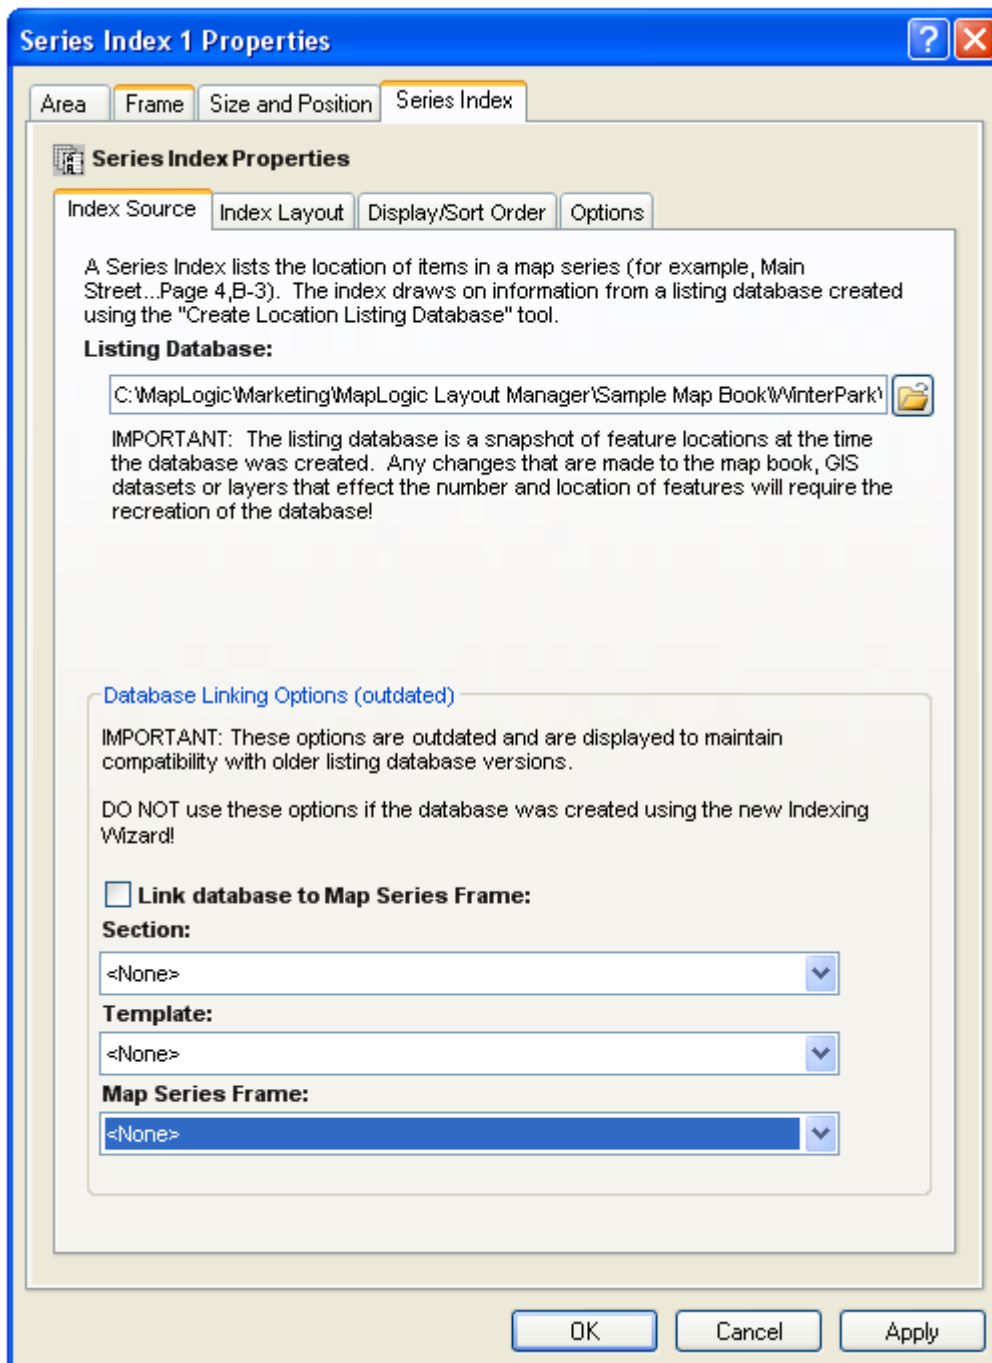 Series Index 1 Properties
Area Frame Size and Position Series Index
Series Index Properties
Index Source Index Layout Display/Sort Order Options
A Series Index lists the location of items in a map series (for example, Main
Street...Page 4,B-3). The index draws on information from a listing database created
using the "Create Location Listing Database" tool.
Listing Database:
C:\MapLogic\Marketing\MapLogic Layout Manager\Sample Map Book\WinterPark\
IMPORTANT: The listing database is a snapshot of feature locations at the time
the database was created. Any changes that are made to the map book, GIS
datasets or layers that effect the number and location of features will require the
recreation of the database!
Database Linking Options (outdated)
IMPORTANT: These options are outdated and are displayed to maintain
compatibility with older listing database versions.
DO NOT use these options if the database was created using the new Indexing
Wizard!
Link database to Map Series Frame:
Section:
<None>
Template:
<None>
Map Series Frame:
<None>
OK Cancel Apply